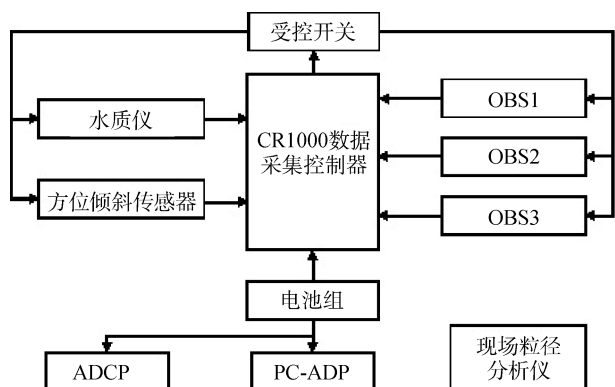 受控开关
水质仪
CR1000数据
采集控制器
OBS1
OBS2
方位倾斜传感器
OBS3
电池组
ADCP
PC-ADP
现场粒径
分析仪